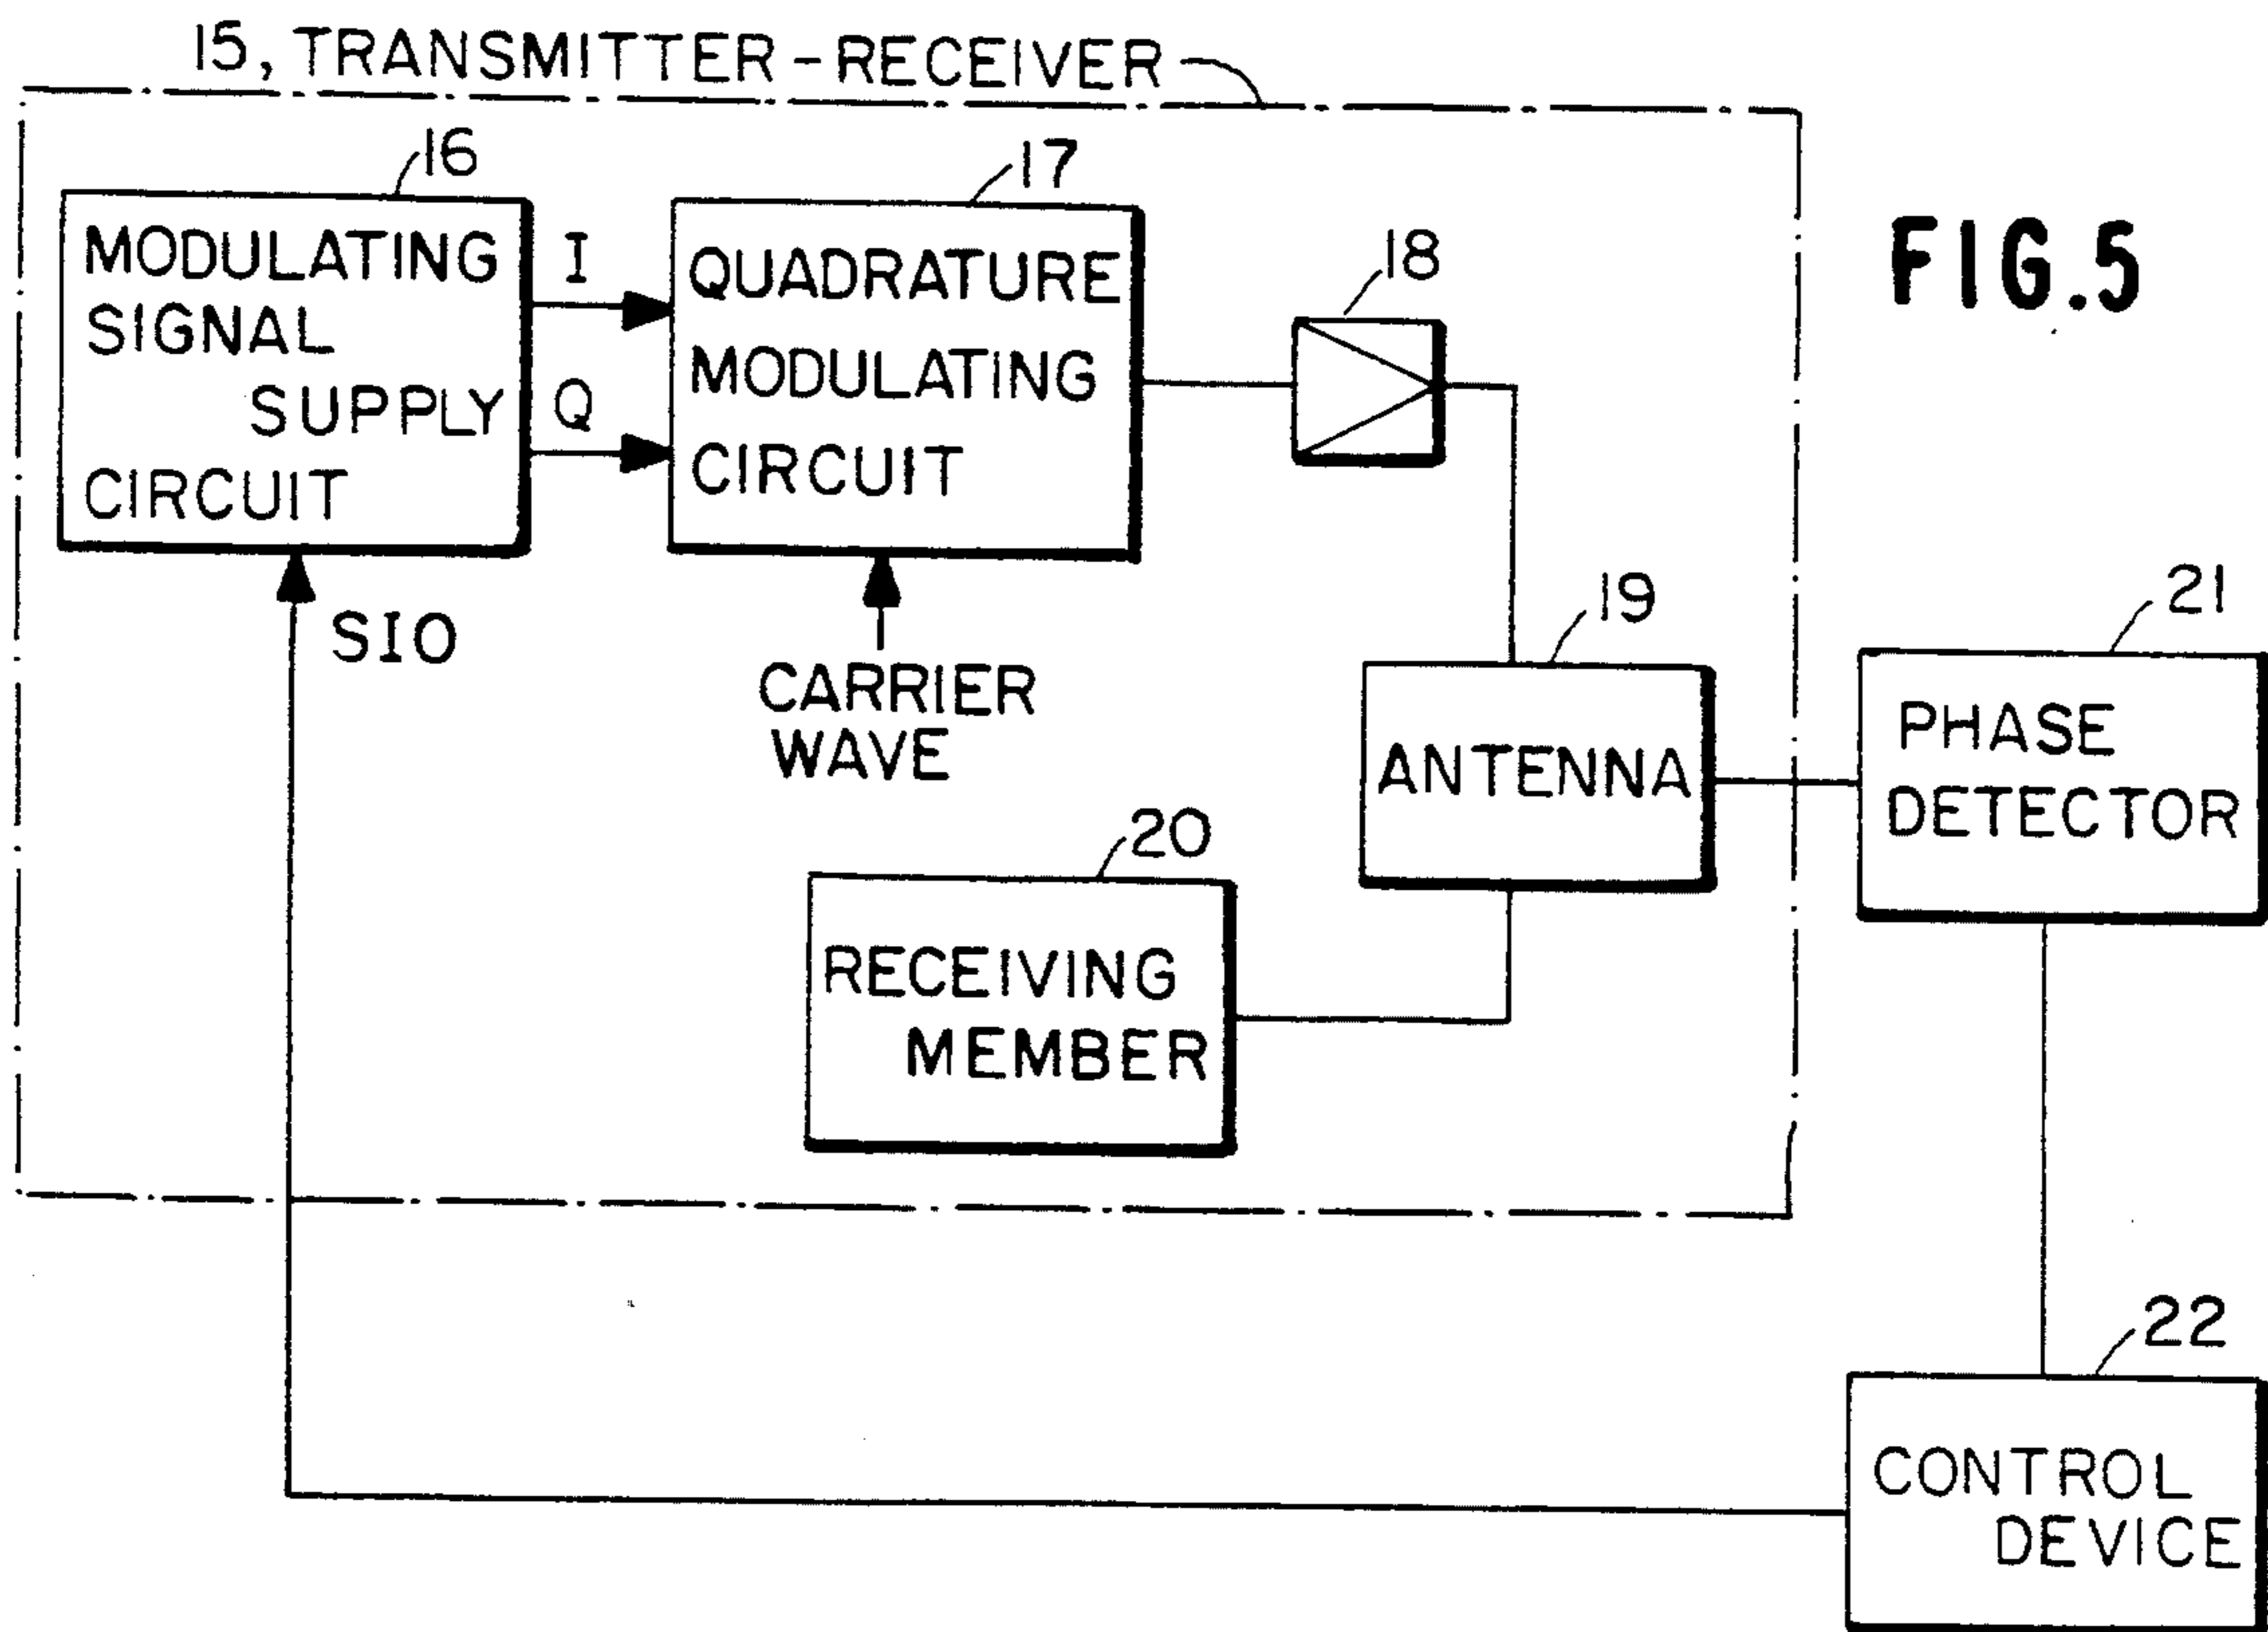 15, TRANSMITTER-RECEIVER
16
MODULATING
SIGNAL
SUPPLY
CIRCUIT
I
Q
17
QUADRATURE
MODULATING
CIRCUIT
18
FIG.5
SIO
CARRIER
WAVE
19
ANTENNA
21
PHASE
DETECTOR
20
RECEIVING
MEMBER
22
CONTROL
DEVICE